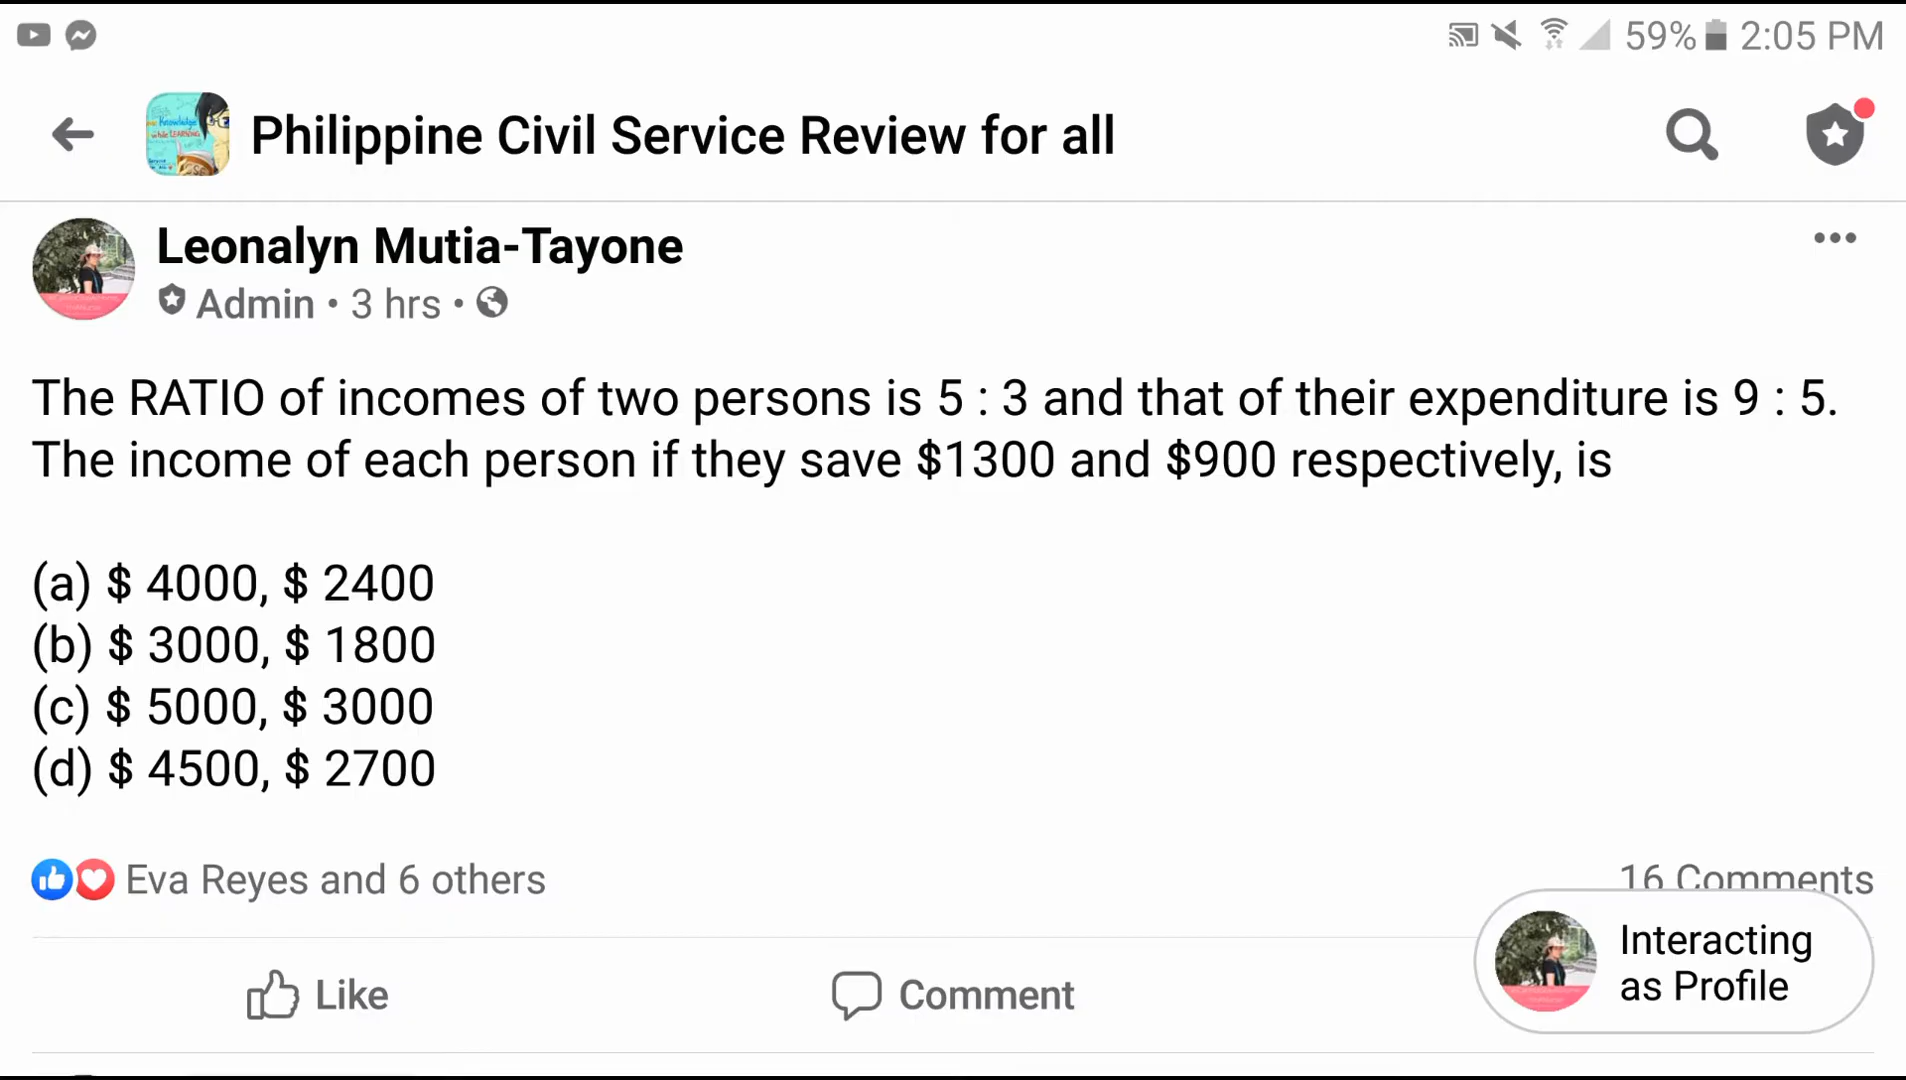 59% 2:05 PM
Philippine Civil Service Review for all
Leonalyn Mutia-Tayone
Admin • 3 hrs •
The RATIO of incomes of two persons is 5 : 3 and that of their expenditure is 9 : 5.
The income of each person if they save $1300 and $900 respectively, is
(a) $ 4000, $ 2400
(b) $ 3000, $ 1800
(c) $ 5000, $ 3000
(d) $ 4500, $ 2700
Eva Reyes and 6 others
16 Comments
Like
Comment
Interacting
as Profile